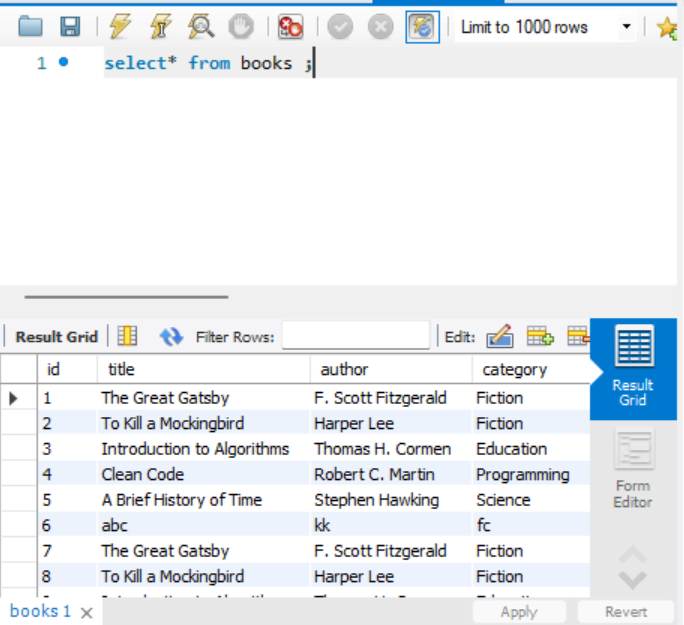 Limit to 1000 rows
1 select* from books ;
Result Grid Filter Rows: Edit:
id title author category
1 The Great Gatsby F. Scott Fitzgerald Fiction
2 To Kill a Mockingbird Harper Lee Fiction
3 Introduction to Algorithms Thomas H. Cormen Education
4 Clean Code Robert C. Martin Programming
5 A Brief History of Time Stephen Hawking Science
6 abc kk fc
7 The Great Gatsby F. Scott Fitzgerald Fiction
8 To Kill a Mockingbird Harper Lee Fiction
Result
Grid
Form
Editor
books 1 Apply Revert